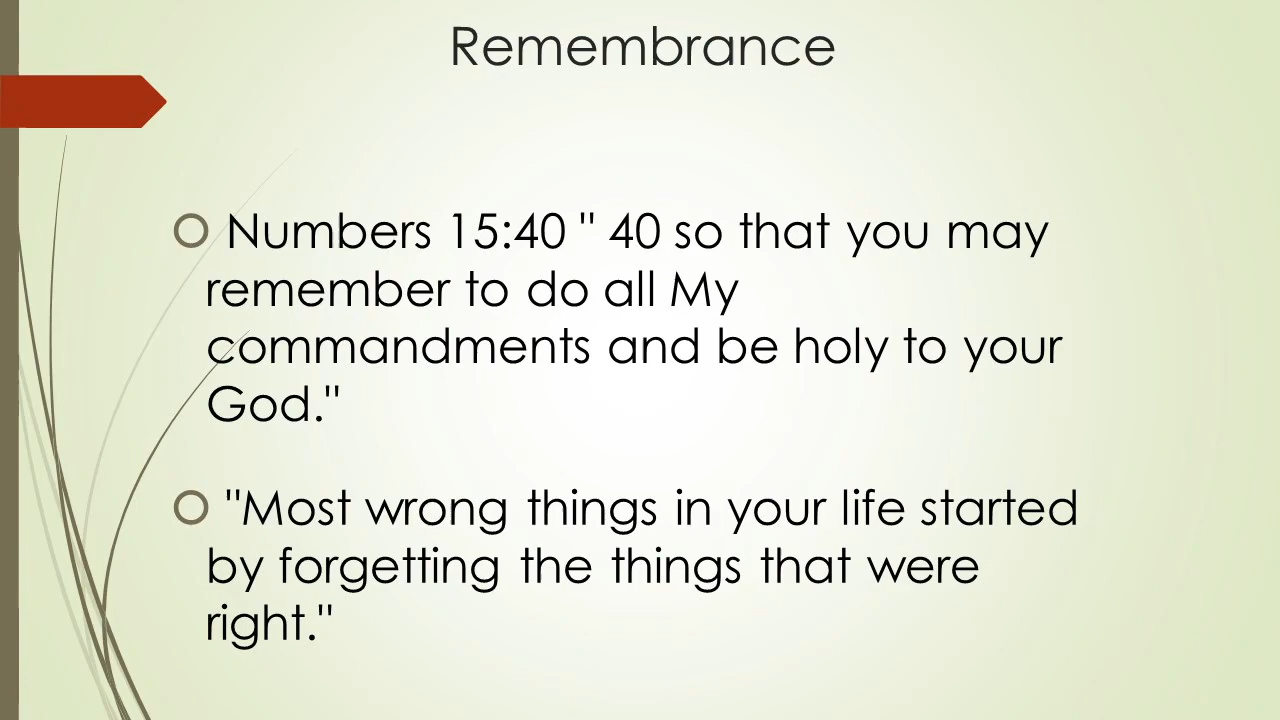 Remembrance
Numbers 15:40 " 40 so that you may
remember to do all My
commandments and be holy to your
God."
"Most wrong things in your life started
by forgetting the things that were
right."